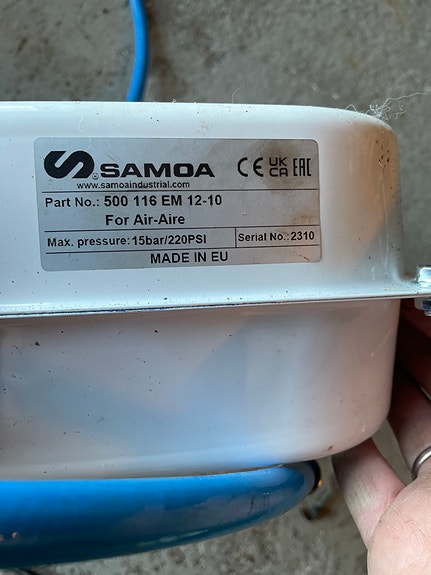 SAMOA CE UK CA EAC
www.samoaindustrial.com
Part No.: 500 116 EM 12-10
For Air-Aire
Max. pressure: 15bar/220PSI Serial No.: 2310
MADE IN EU